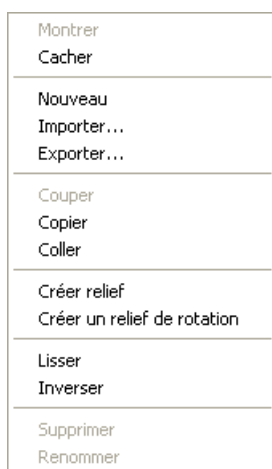 Montrer
Cacher
Nouveau
Importer...
Exporter...
Couper
Copier
Coller
Créer relief
Créer un relief de rotation
Lisser
Inverser
Supprimer
Renommer